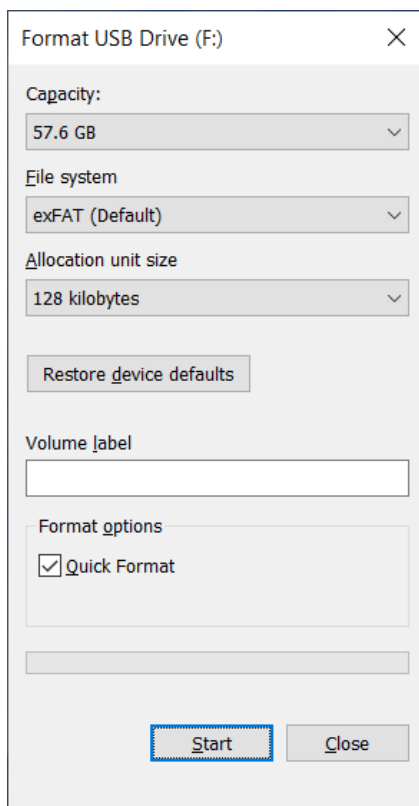 Format USB Drive (F:)
Capacity:
57.6 GB
File system
exFAT (Default)
Allocation unit size
128 kilobytes
Restore device defaults
Volume label
Format options
Quick Format
Start
Close